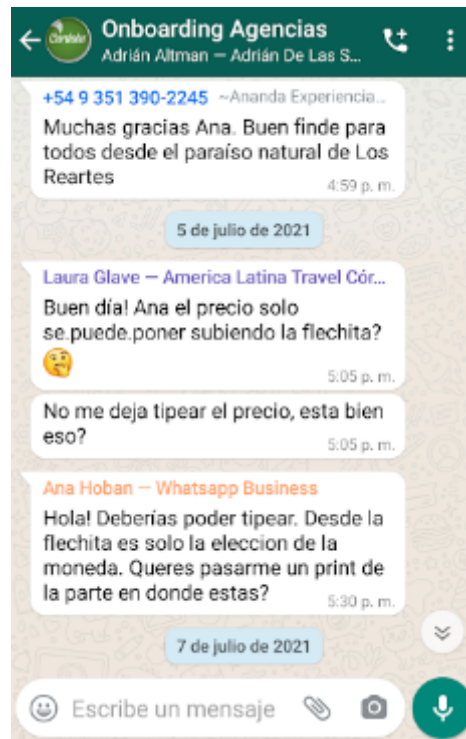 Onboarding Agencias
Adrián Altman — Adrián De Las S...
+54 9 351 390-2245 ~Ananda Experiencia...
Muchas gracias Ana. Buen finde para
todos desde el paraíso natural de Los
Reartes
4:59 p. m.
5 de julio de 2021
Laura Glave — America Latina Travel Cór...
Buen día! Ana el precio solo
se.puede.poner subiendo la flechita?
5:05 p. m.
No me deja tipear el precio, esta bien
eso?
5:05 p. m.
Ana Hoban — Whatsapp Business
Hola! Deberías poder tipear. Desde la
flechita es solo la eleccion de la
moneda. Queres pasarme un print de
la parte en donde estas?
5:30 p. m.
7 de julio de 2021
Escribe un mensaje